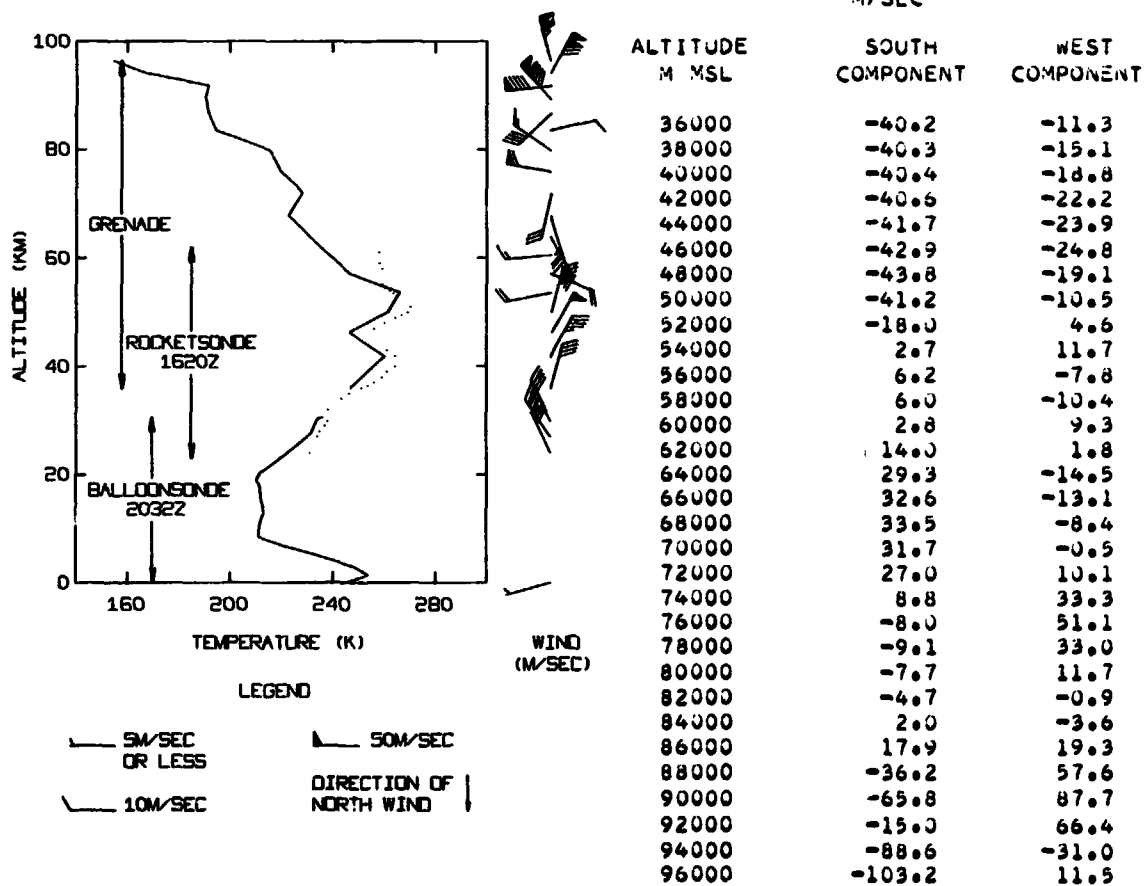 M/SEC
ALTITUDE SOUTH WEST
M MSL COMPONENT COMPONENT
36000 -40.2 -11.3
38000 -40.3 -15.1
40000 -40.4 -18.8
42000 -40.6 -22.2
44000 -41.7 -23.9
46000 -42.9 -24.8
48000 -43.8 -19.1
50000 -41.2 -10.5
52000 -18.0 4.6
54000 2.7 11.7
56000 6.2 -7.8
58000 6.0 -10.4
60000 2.8 9.3
62000 14.0 1.8
64000 29.3 -14.5
66000 32.6 -13.1
68000 33.5 -8.4
70000 31.7 -0.5
72000 27.0 10.1
74000 8.8 33.3
76000 -8.0 51.1
78000 -9.1 33.0
80000 -7.7 11.7
82000 -4.7 -0.9
84000 2.0 -3.6
86000 17.9 19.3
88000 -36.2 57.6
90000 -65.8 87.7
92000 -15.0 66.4
94000 -88.6 -31.0
96000 -103.2 11.5
100
80
60
40
20
0
ALTITUDE (KM)
GRENADE
ROCKETSONDE
1620Z
BALLOONSONDE
2032Z
160 200 240 280
TEMPERATURE (K)
WIND
(M/SEC)
LEGEND
5M/SEC
OR LESS
50M/SEC
10M/SEC
DIRECTION OF
NORTH WIND